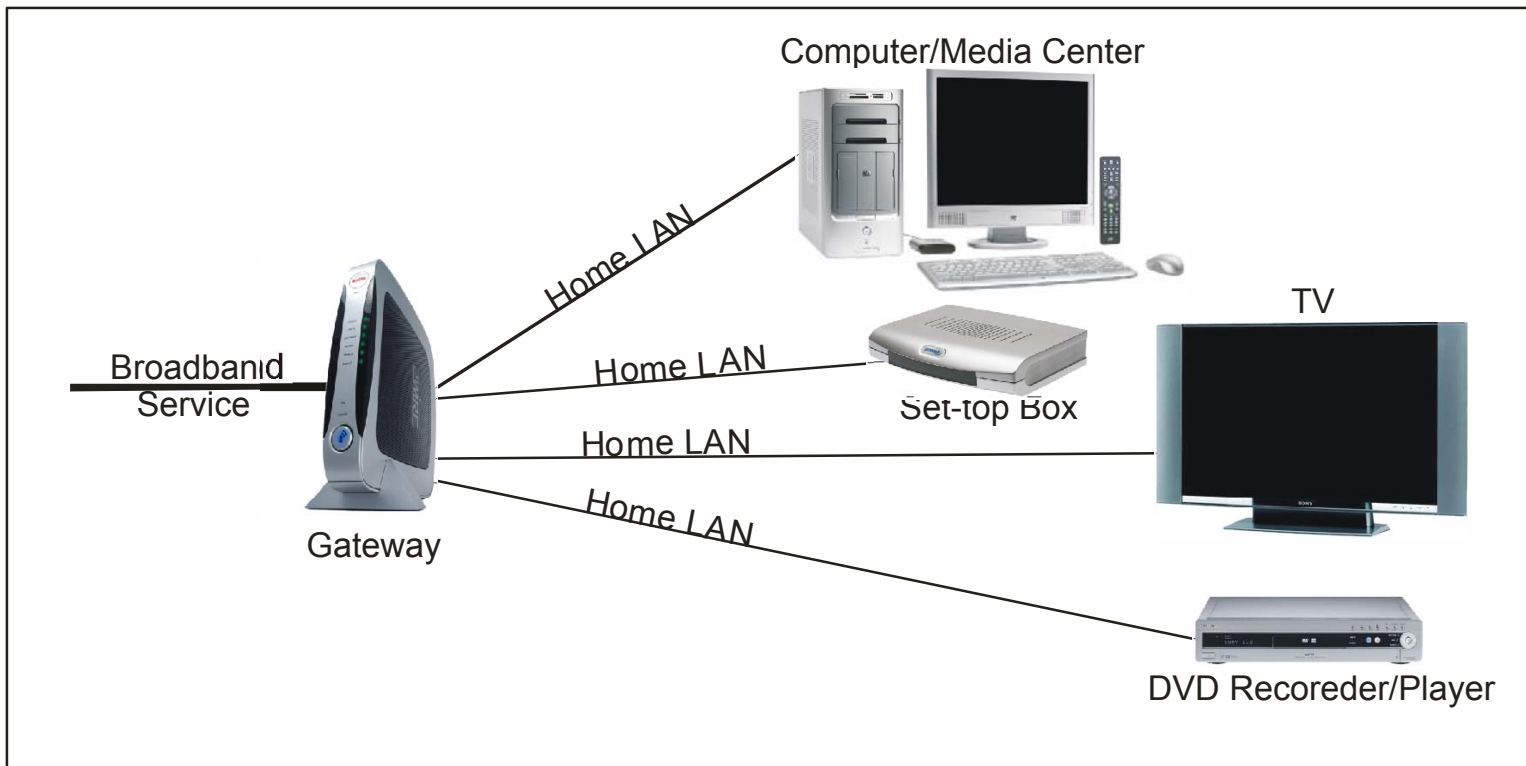 Computer/Media Center
Home LAN
TV
Broadband
Service
Home LAN
Set-top Box
Home LAN
Home LAN
Gateway
SONY
DVD Recoreder/Player